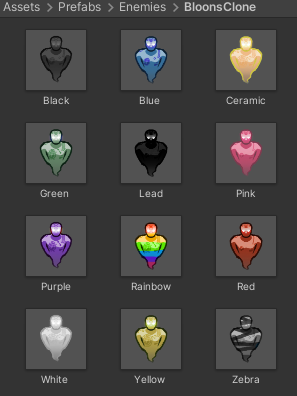 Assets > Prefabs > Enemies > BloonsClone
Black Blue Ceramic
Green Lead Pink
Purple Rainbow Red
White Yellow Zebra